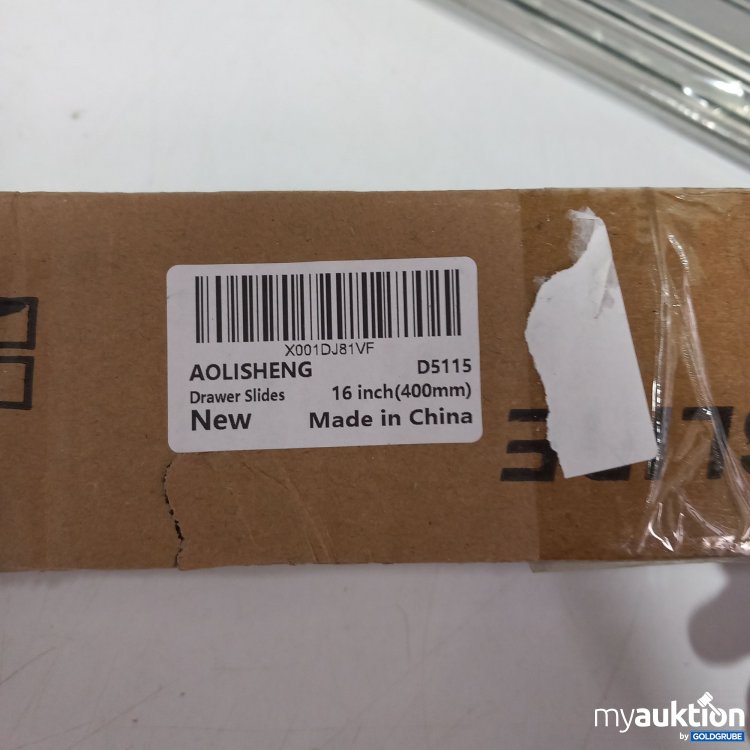 X001DJ81VF
AOLISHENG D5115
Drawer Slides 16 inch(400mm)
New Made in China
myauktion
by GOLDGRUBE